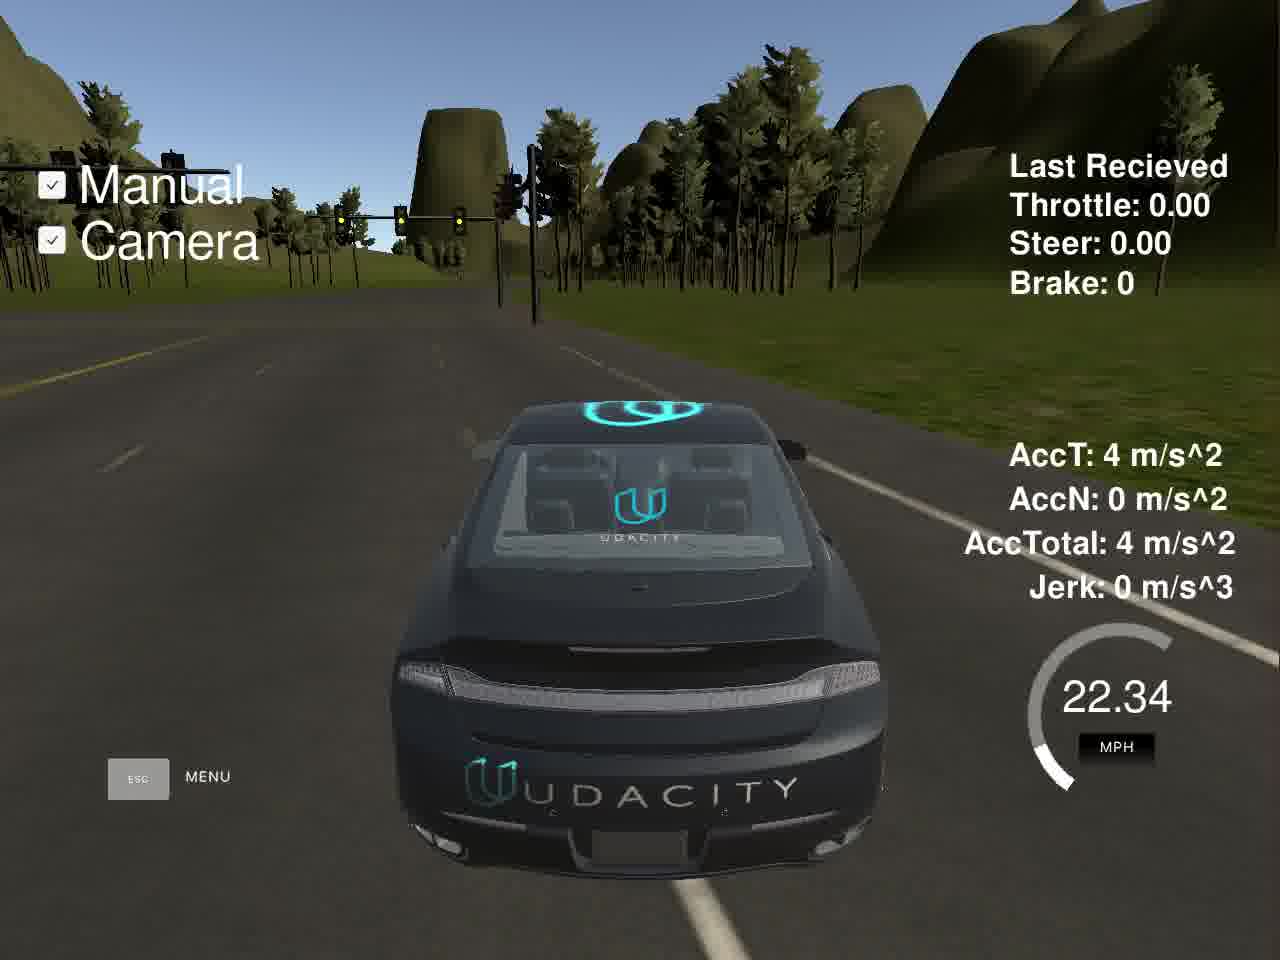 Manual
Camera
Last Recieved
Throttle: 0.00
Steer: 0.00
Brake: 0
UDACITY
AccT: 4 m/s^2
AccN: 0 m/s^2
AccTotal: 4 m/s^2
Jerk: 0 m/s^3
22.34
MPH
ESC MENU
UDACITY